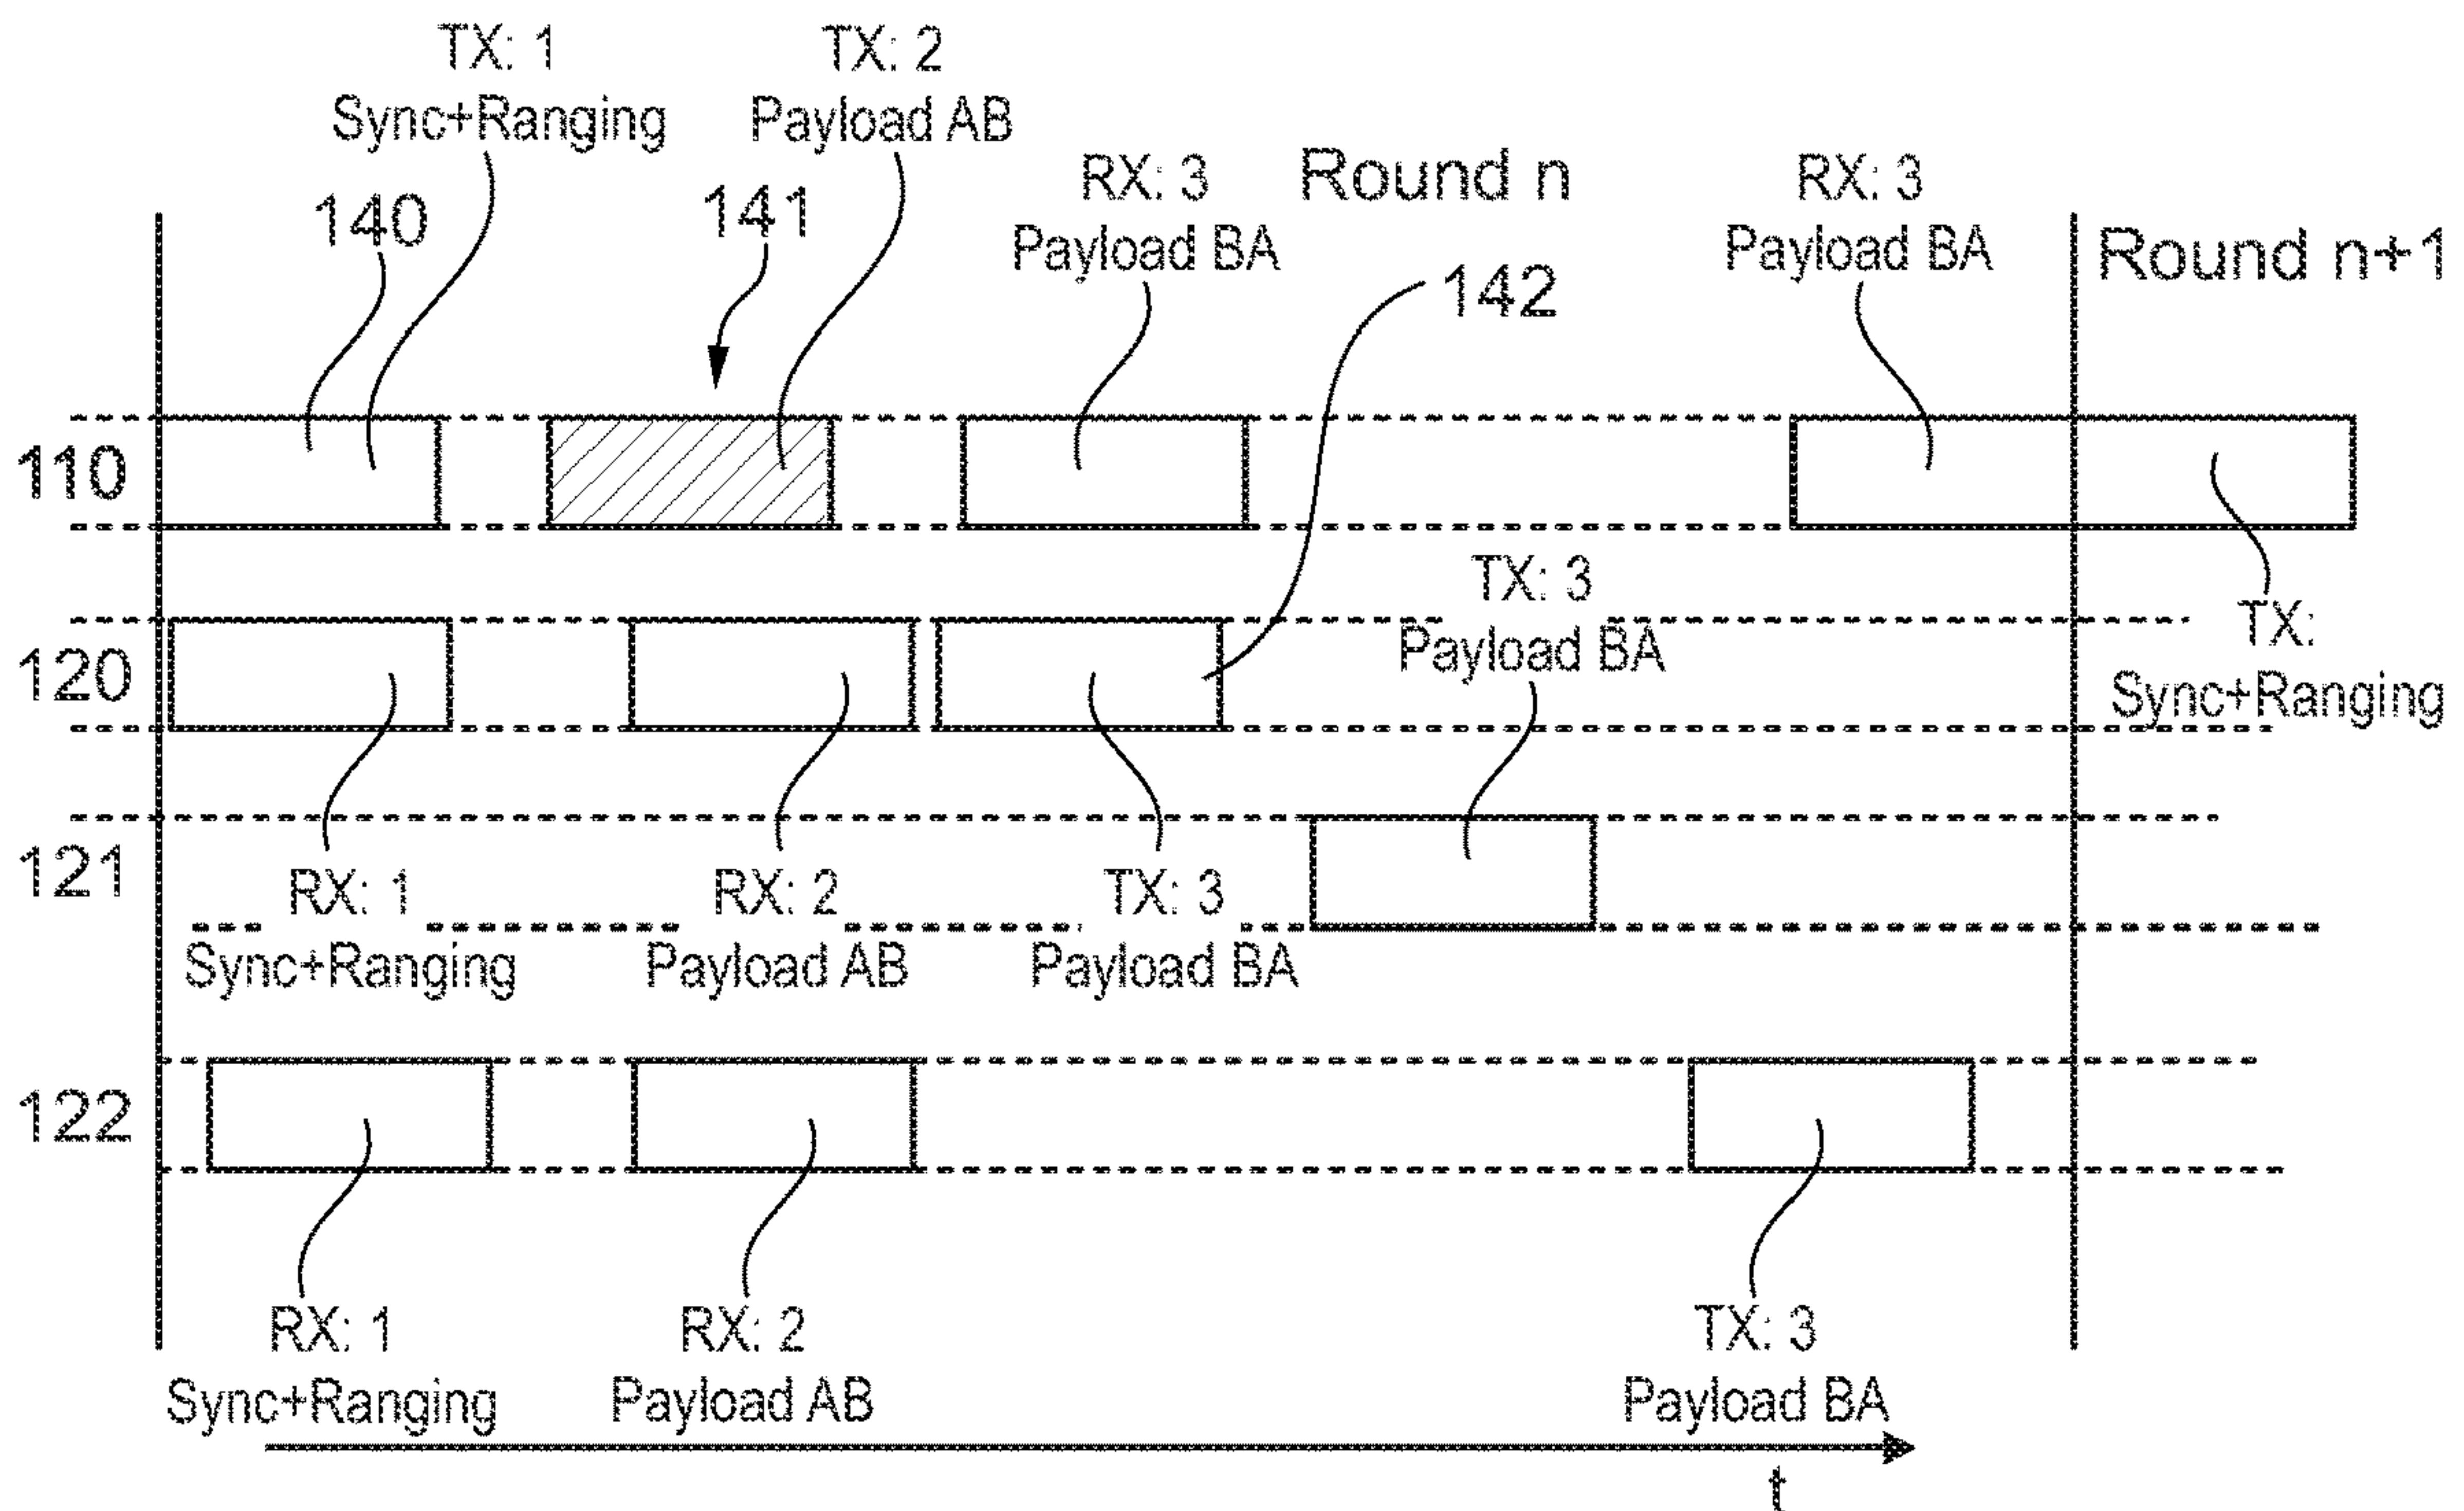 TX: 1
Sync+Ranging
TX: 2
Payload AB
140
141
RX: 3
Payload BA
Round n
142
RX: 3
Payload BA
Round n+1
110
120
TX: 3
Payload BA
TX:
Sync+Ranging
121
RX: 1
Sync+Ranging
RX: 2
Payload AB
TX: 3
Payload BA
122
RX: 1
Sync+Ranging
RX: 2
Payload AB
TX: 3
Payload BA
t